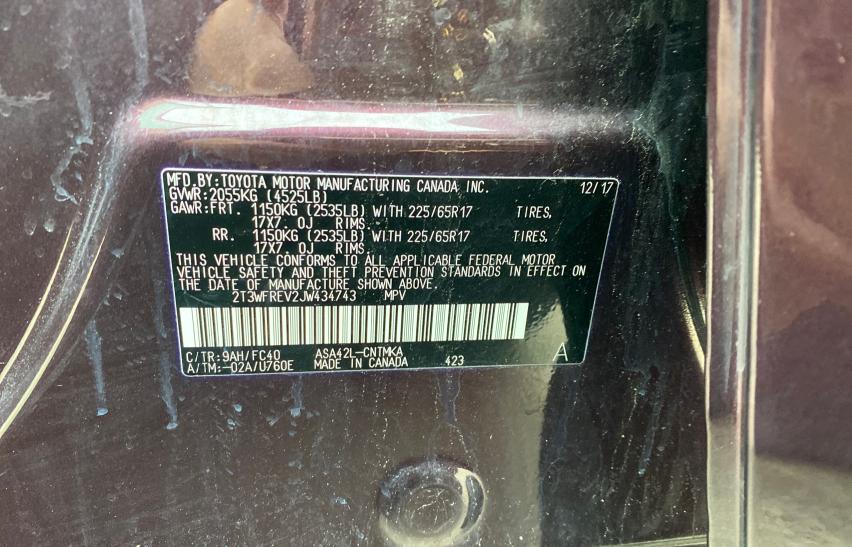 MFD.BY:TOYOTA MOTOR MANUFACTURING CANADA INC. 12/17
GVWR:2055KG (4525LB)
GAWR:FRT. 1150KG (2535LB) WITH 225/65R17 TIRES,
17X7.0J RIMS.
RR. 1150KG (2535LB) WITH 225/65R17 TIRES,
17X7.0J RIMS.
THIS VEHICLE CONFORMS TO ALL APPLICABLE FEDERAL MOTOR
VEHICLE SAFETY AND THEFT PREVENTION STANDARDS IN EFFECT ON
THE DATE OF MANUFACTURE SHOWN ABOVE.
2T3WFREV2JW434743 MPV
C/TR:9AH/FC40 ASA42L-CNTMKA
A/TM:-02A/U760E MADE IN CANADA 423 A